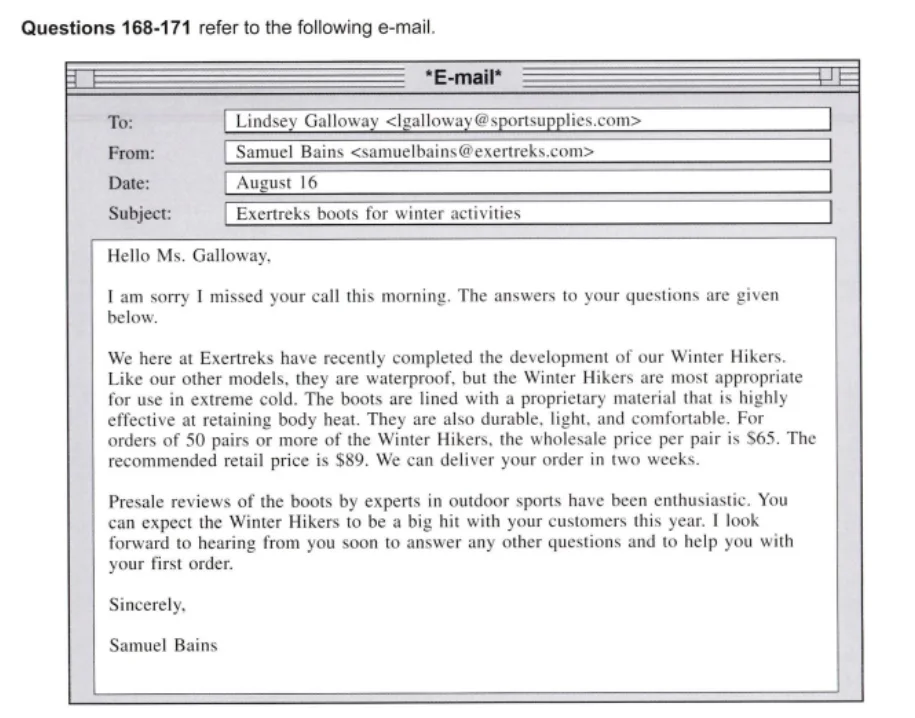 Questions 168-171 refer to the following e-mail.
*E-mail*
To: Lindsey Galloway <lgalloway@sportsupplies.com>
From: Samuel Bains <samuelbains@exertreks.com>
Date: August 16
Subject: Exertreks boots for winter activities
Hello Ms. Galloway,
I am sorry I missed your call this morning. The answers to your questions are given
below.
We here at Exertreks have recently completed the development of our Winter Hikers.
Like our other models, they are waterproof, but the Winter Hikers are most appropriate
for use in extreme cold. The boots are lined with a proprietary material that is highly
effective at retaining body heat. They are also durable, light, and comfortable. For
orders of 50 pairs or more of the Winter Hikers, the wholesale price per pair is $65. The
recommended retail price is $89. We can deliver your order in two weeks.
Presale reviews of the boots by experts in outdoor sports have been enthusiastic. You
can expect the Winter Hikers to be a big hit with your customers this year. I look
forward to hearing from you soon to answer any other questions and to help you with
your first order.
Sincerely,
Samuel Bains